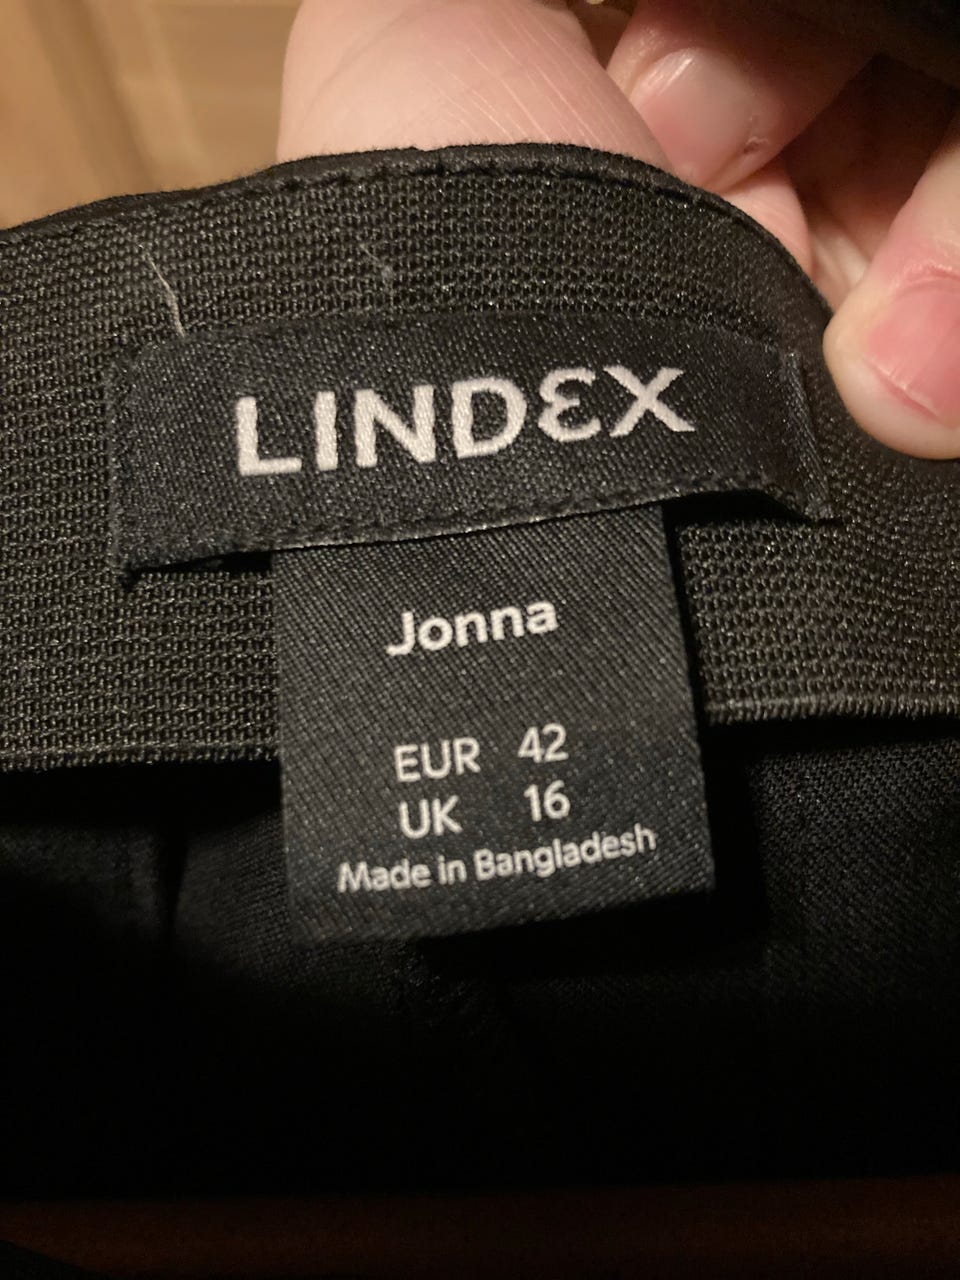 LINDEX
Jonna
EUR 42
UK 16
Made in Bangladesh